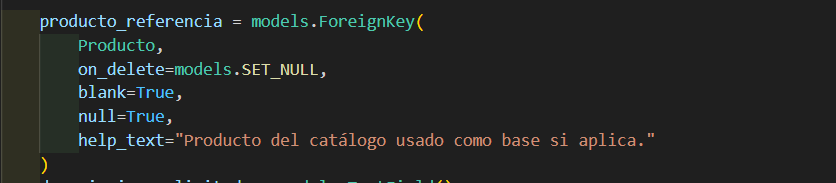 producto_referencia = models.ForeignKey(
Producto,
on_delete=models.SET_NULL,
blank=True,
null=True,
help_text="Producto del catálogo usado como base si aplica."
)